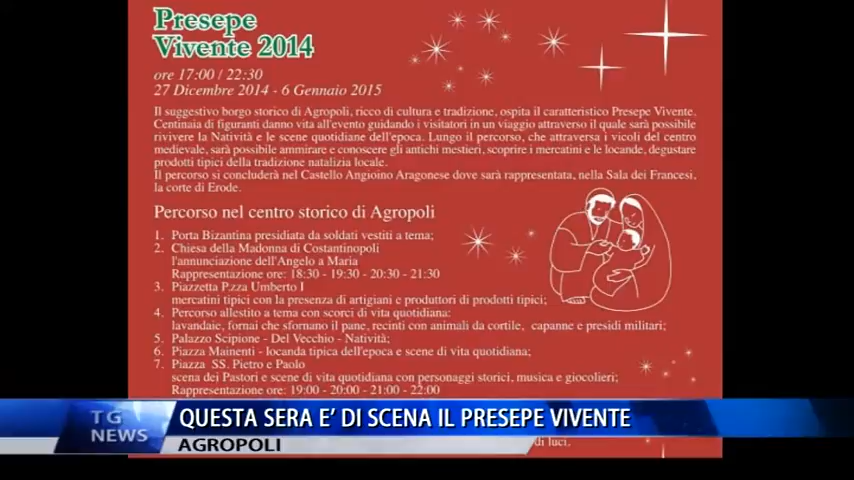 Presepe
Vivente 2014
ore 17:00 / 22:30
27 Dicembre 2014 - 6 Gennaio 2015
Il suggestivo borgo storico di Agropoli, ricco di cultura e tradizione, ospita il caratteristico Presepe Vivente.
Centinaia di figuranti danno vita all'evento guidando i visitatori in un viaggio attraverso il quale sarà possibile
rivivere la Natività e le scene quotidiane dell'epoca. Lungo il percorso, che attraversa i vicoli del centro
medievale, sarà possibile ammirare e conoscere gli antichi mestieri, scoprire i mercatini e le locande, degustare
prodotti tipici della tradizione natalizia locale.
Il percorso si concluderà nel Castello Angioino Aragonese dove sarà rappresentata, nella Sala dei Francesi,
la corte di Erode.
Percorso nel centro storico di Agropoli
1. Porta Bizantina presidiata da soldati vestiti a tema;
2. Chiesa della Madonna di Costantinopoli
l'annunciazione dell'Angelo a Maria
Rappresentazione ore: 18:30 - 19:30 - 20:30 - 21:30
3. Piazzetta P.zza Umberto I
mercatini tipici con la presenza di artigiani e produttori di prodotti tipici;
4. Percorso allestito a tema con scorci di vita quotidiana:
lavandaie, fornai che sfornano il pane, recinti con animali da cortile, capanne e presidi militari;
5. Palazzo Scipione - Del Vecchio - Natività;
6. Piazza Mainenti - locanda tipica dell'epoca e scene di vita quotidiana;
7. Piazza SS. Pietro e Paolo
scena dei Pastori e scene di vita quotidiana con personaggi storici, musica e giocolieri;
Rappresentazione ore: 19:00 - 20:00 - 21:00 - 22:00
TG
NEWS
QUESTA SERA E' DI SCENA IL PRESEPE VIVENTE
AGROPOLI
di luci,